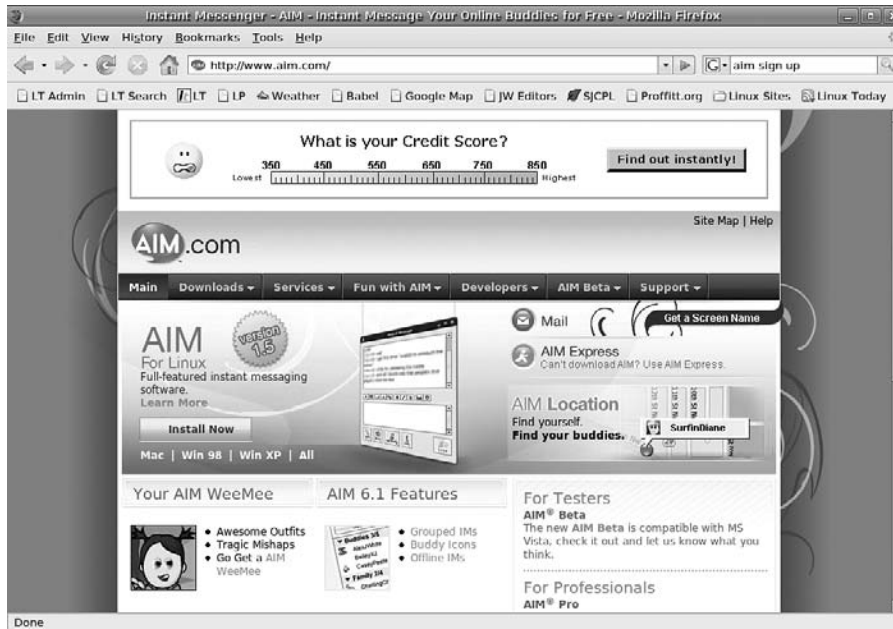 Instant Messenger - AIM - Instant Message Your Online Buddies for Free - Mozilla Firefox
File Edit View History Bookmarks Tools Help
http://www.aim.com/
G aim sign up
LT Admin LT Search LT LP Weather Babel Google Map JW Editors SJCPL Proffitt.org Linux Sites Linux Today
What is your Credit Score?
350 450 550 650 750 850
Lowest Highest
Find out instantly!
Site Map | Help
AIM.com
Main Downloads Services Fun with AIM Developers AIM Beta Support
AIM
For Linux
version 1.5
Full-featured instant messaging
software.
Learn More
Install Now
Mac | Win 98 | Win XP | All
Mail
Get a Screen Name
AIM Express
Can't download AIM? Use AIM Express.
AIM Location
Find yourself.
Find your buddies.
SurfinDiane
Your AIM WeeMee
Awesome Outfits
Tragic Mishaps
Go Get a AIM
WeeMee
AIM 6.1 Features
Buddies 3/6
Family 3/4
Grouped IMs
Buddy Icons
Offline IMs
For Testers
AIM® Beta
The new AIM Beta is compatible with MS
Vista, check it out and let us know what you
think.
For Professionals
AIM® Pro
Done